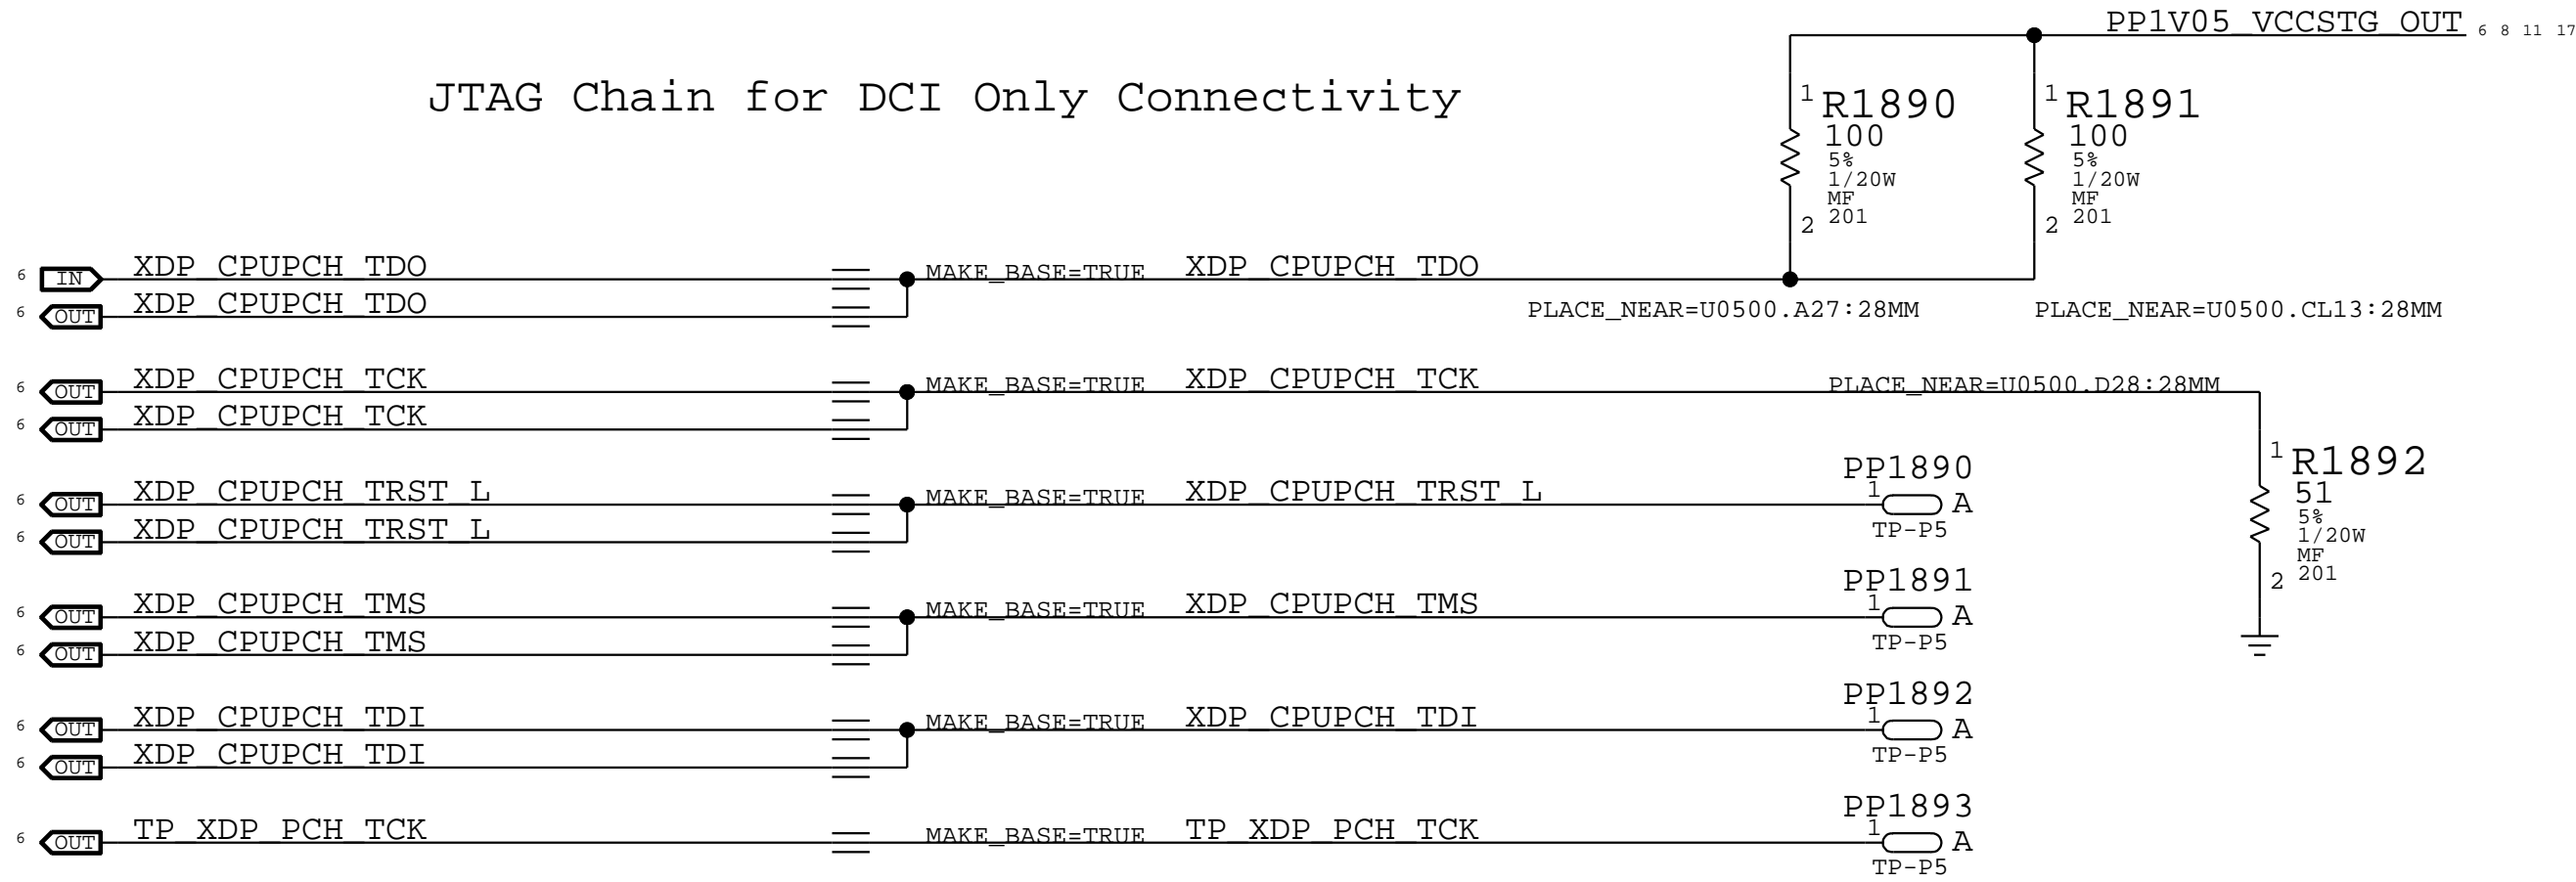 PP1V05_VCCSTG_OUT 6 8 11 17
JTAG Chain for DCI Only Connectivity
1 R1890
100
5%
1/20W
MF
201
2
1 R1891
100
5%
1/20W
MF
201
2
6 IN XDP_CPUPCH_TDO MAKE_BASE=TRUE XDP_CPUPCH_TDO
6 OUT XDP_CPUPCH_TDO
PLACE_NEAR=U0500.A27:28MM PLACE_NEAR=U0500.CL13:28MM
6 OUT XDP_CPUPCH_TCK MAKE_BASE=TRUE XDP_CPUPCH_TCK PLACE_NEAR=U0500.D28:28MM
6 OUT XDP_CPUPCH_TCK
1 R1892
51
5%
1/20W
MF
201
2
PP1890
6 OUT XDP_CPUPCH_TRST_L MAKE_BASE=TRUE XDP_CPUPCH_TRST_L 1 A
TP-P5
6 OUT XDP_CPUPCH_TRST_L
PP1891
6 OUT XDP_CPUPCH_TMS MAKE_BASE=TRUE XDP_CPUPCH_TMS 1 A
TP-P5
6 OUT XDP_CPUPCH_TMS
PP1892
6 OUT XDP_CPUPCH_TDI MAKE_BASE=TRUE XDP_CPUPCH_TDI 1 A
TP-P5
6 OUT XDP_CPUPCH_TDI
PP1893
6 OUT TP_XDP_PCH_TCK MAKE_BASE=TRUE TP_XDP_PCH_TCK 1 A
TP-P5